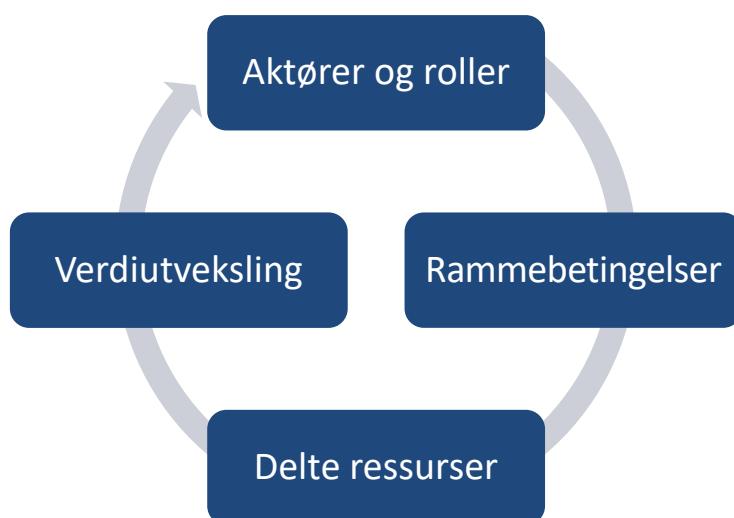 Aktører og roller
Verdiutveksling
Rammebetingelser
Delte ressurser